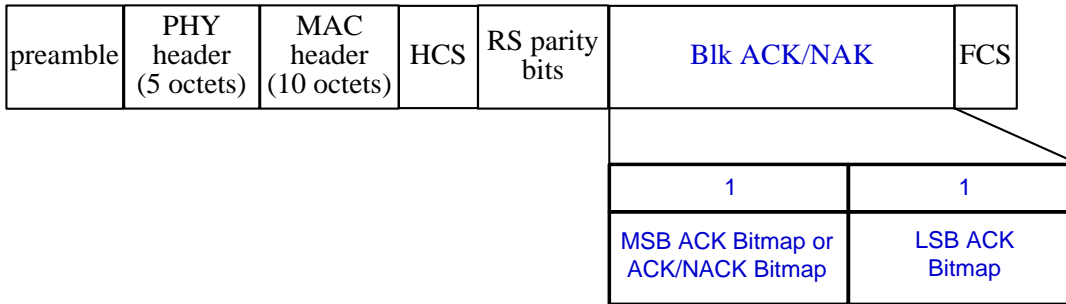 preamble
PHY
header
(5 octets)
MAC
header
(10 octets)
HCS
RS parity
bits
Blk ACK/NAK
FCS
1
1
MSB ACK Bitmap or
ACK/NACK Bitmap
LSB ACK
Bitmap